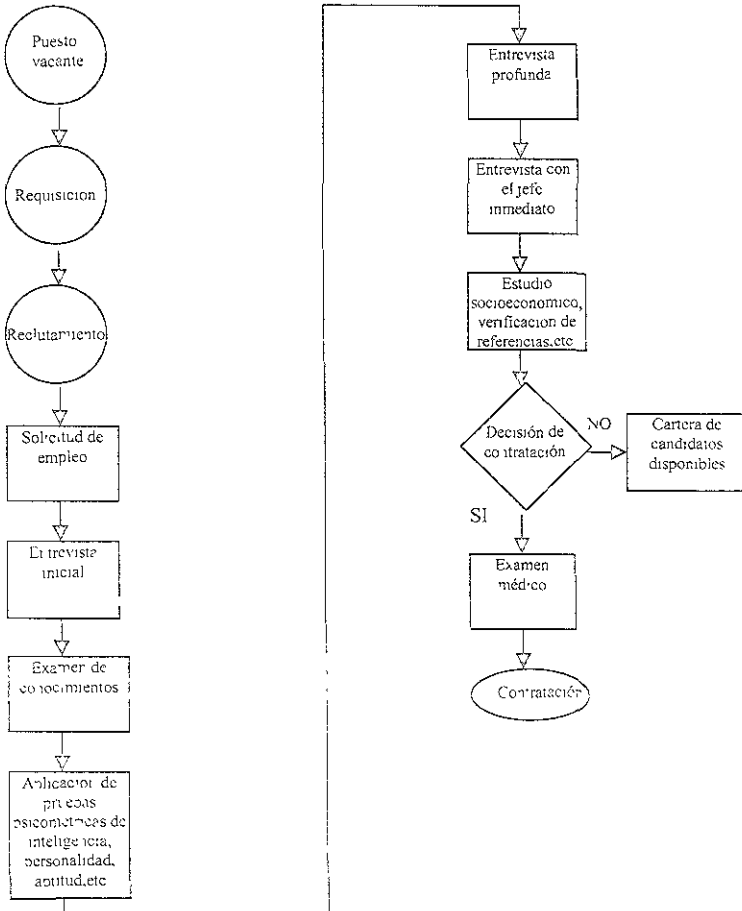 Puesto
vacante
Requisicion
Reclutamiento
Solicitud de
empleo
Entrevista
inicial
Examen de
conocimientos
Aplicacion de
pruebas
psicometricas de
inteligencia,
personalidad,
aptitud,etc
Entrevista
profunda
Entrevista con
el jefe
inmediato
Estudio
socioeconomico,
verificacion de
referencias,etc
Decisión de
contratación
NO
Cartera de
candidatos
disponibles
SI
Examen
médico
Contratación